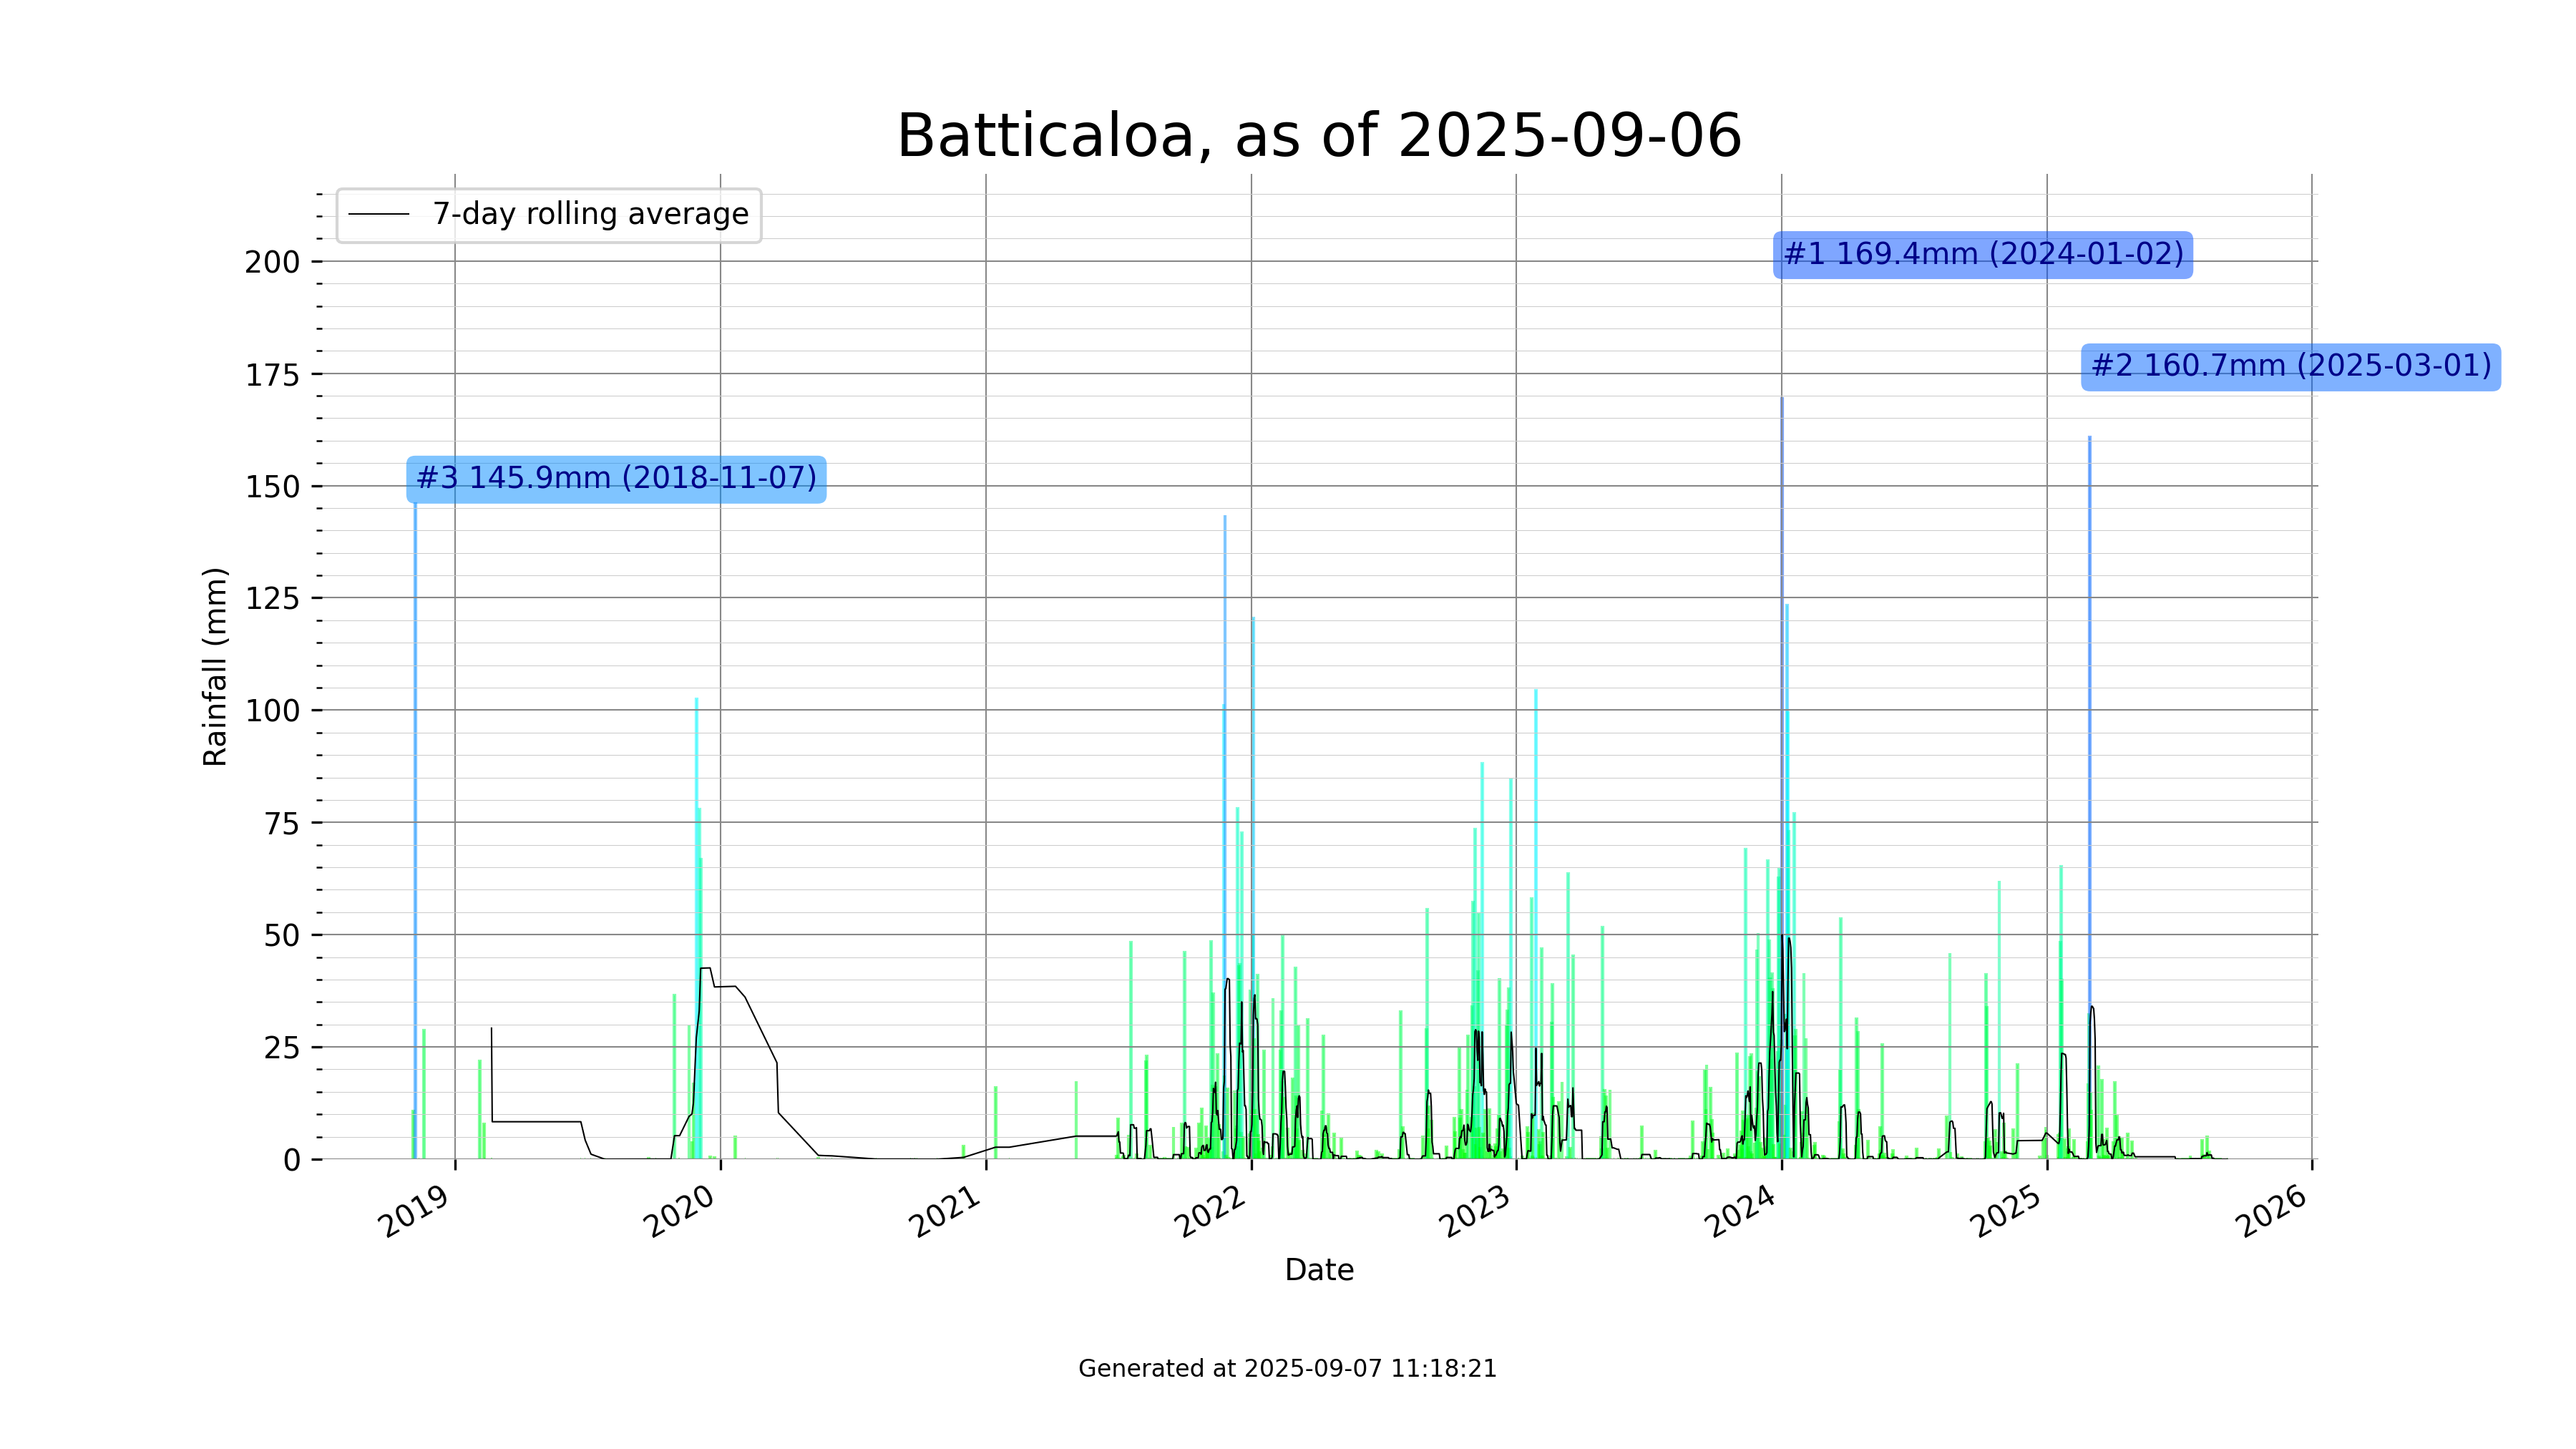 Batticaloa, as of 2025-09-06
7-day rolling average
#1 169.4mm (2024-01-02)
#2 160.7mm (2025-03-01)
#3 145.9mm (2018-11-07)
Rainfall (mm)
200
175
150
125
100
75
50
25
0
2019
2020
2021
2022
2023
2024
2025
2026
Date
Generated at 2025-09-07 11:18:21